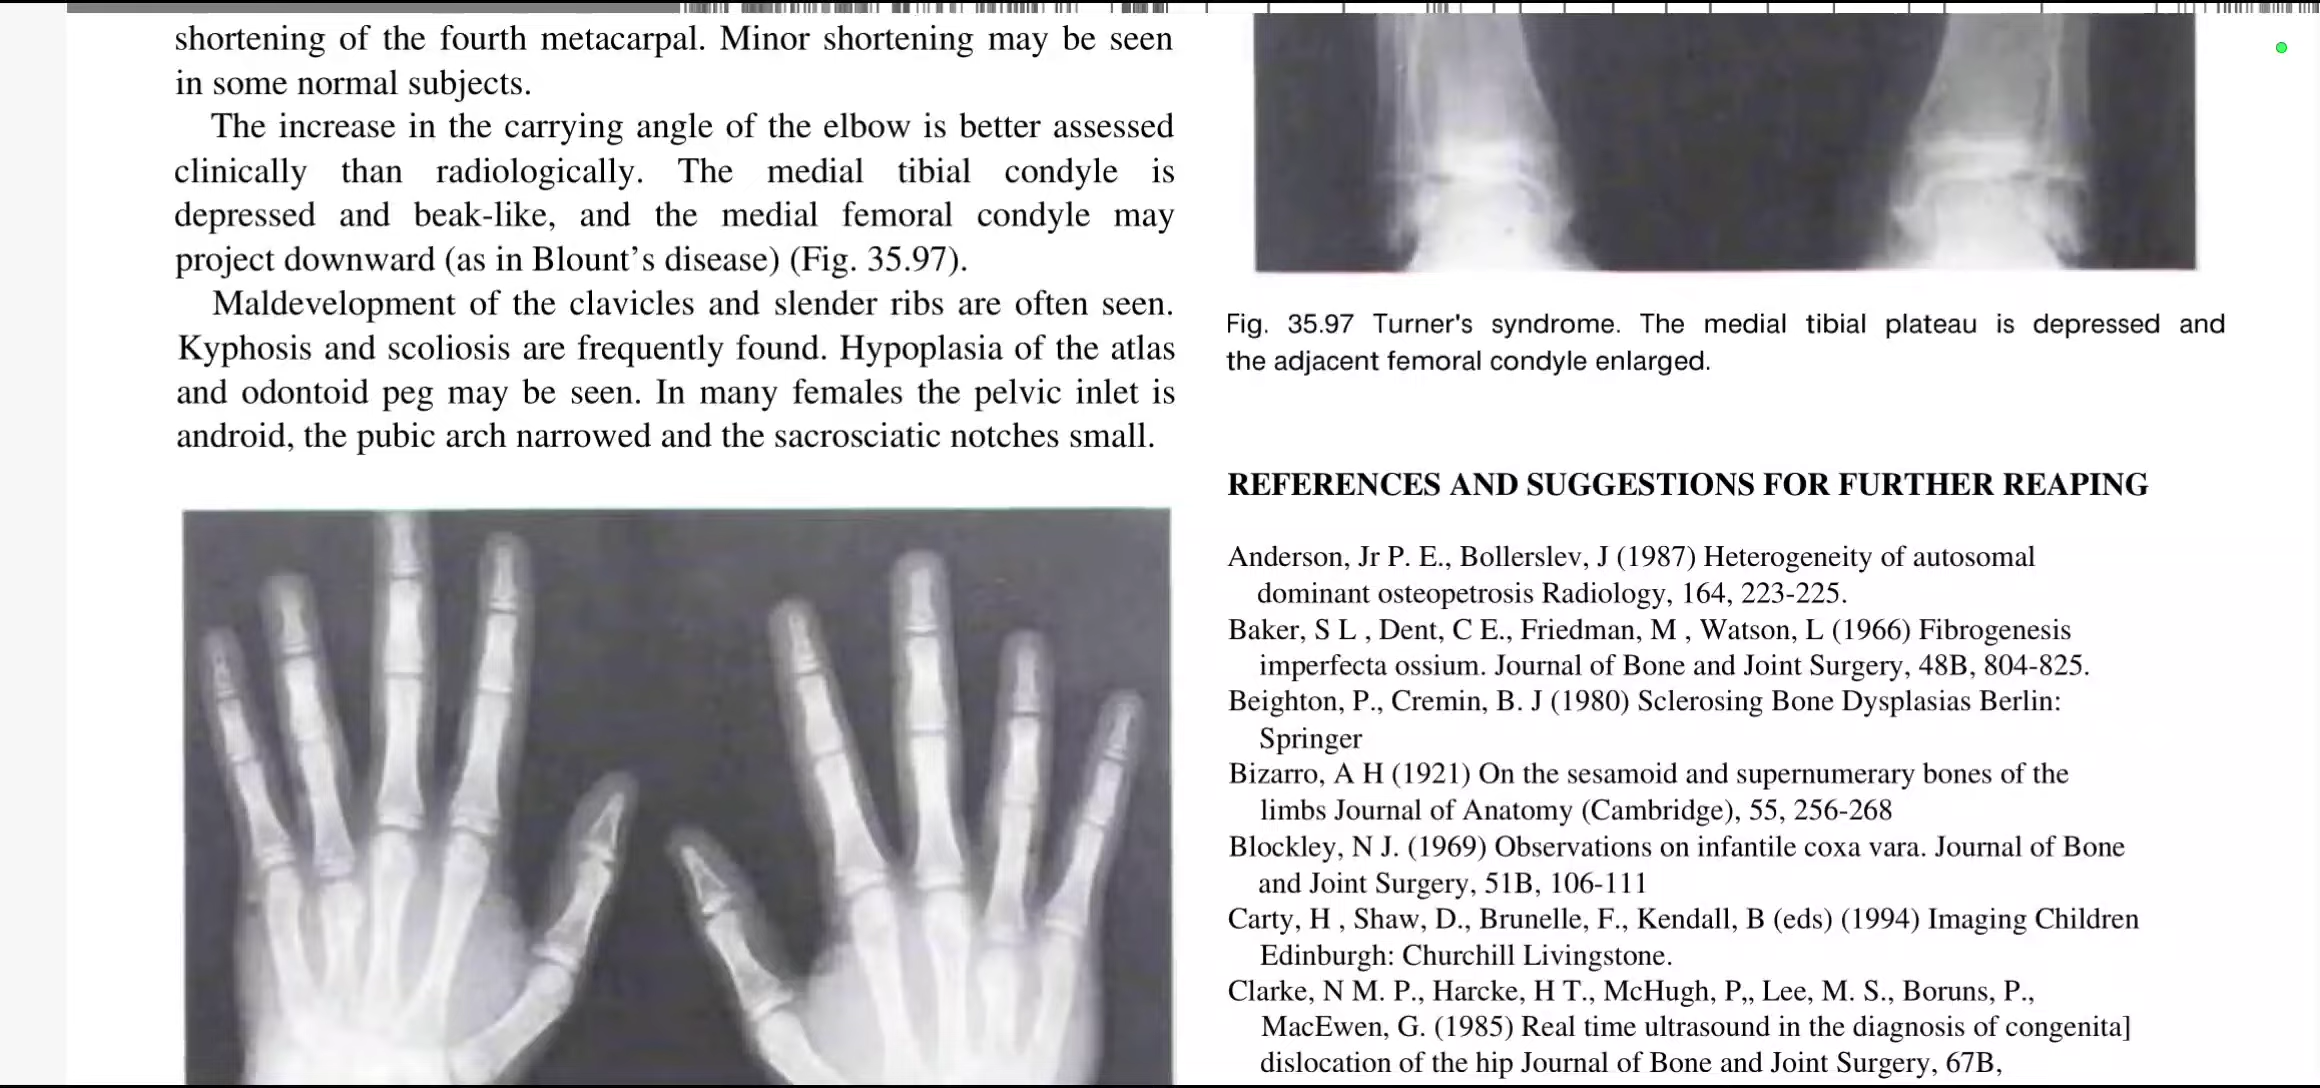 shortening of the fourth metacarpal. Minor shortening may be seen
in some normal subjects.
The increase in the carrying angle of the elbow is better assessed
clinically than radiologically. The medial tibial condyle is
depressed and beak-like, and the medial femoral condyle may
project downward (as in Blount's disease) (Fig. 35.97).
Maldevelopment of the clavicles and slender ribs are often seen.
Kyphosis and scoliosis are frequently found. Hypoplasia of the atlas
and odontoid peg may be seen. In many females the pelvic inlet is
android, the pubic arch narrowed and the sacrosciatic notches small.
Fig. 35.97 Turner's syndrome. The medial tibial plateau is depressed and
the adjacent femoral condyle enlarged.
REFERENCES AND SUGGESTIONS FOR FURTHER REAPING
Anderson, Jr P. E., Bollerslev, J (1987) Heterogeneity of autosomal
dominant osteopetrosis Radiology, 164, 223-225.
Baker, S L , Dent, C E., Friedman, M , Watson, L (1966) Fibrogenesis
imperfecta ossium. Journal of Bone and Joint Surgery, 48B, 804-825.
Beighton, P., Cremin, B. J (1980) Sclerosing Bone Dysplasias Berlin:
Springer
Bizarro, A H (1921) On the sesamoid and supernumerary bones of the
limbs Journal of Anatomy (Cambridge), 55, 256-268
Blockley, N J. (1969) Observations on infantile coxa vara. Journal of Bone
and Joint Surgery, 51B, 106-111
Carty, H , Shaw, D., Brunelle, F., Kendall, B (eds) (1994) Imaging Children
Edinburgh: Churchill Livingstone.
Clarke, N M. P., Harcke, H T., McHugh, P,, Lee, M. S., Boruns, P.,
MacEwen, G. (1985) Real time ultrasound in the diagnosis of congenita]
dislocation of the hip Journal of Bone and Joint Surgery, 67B,